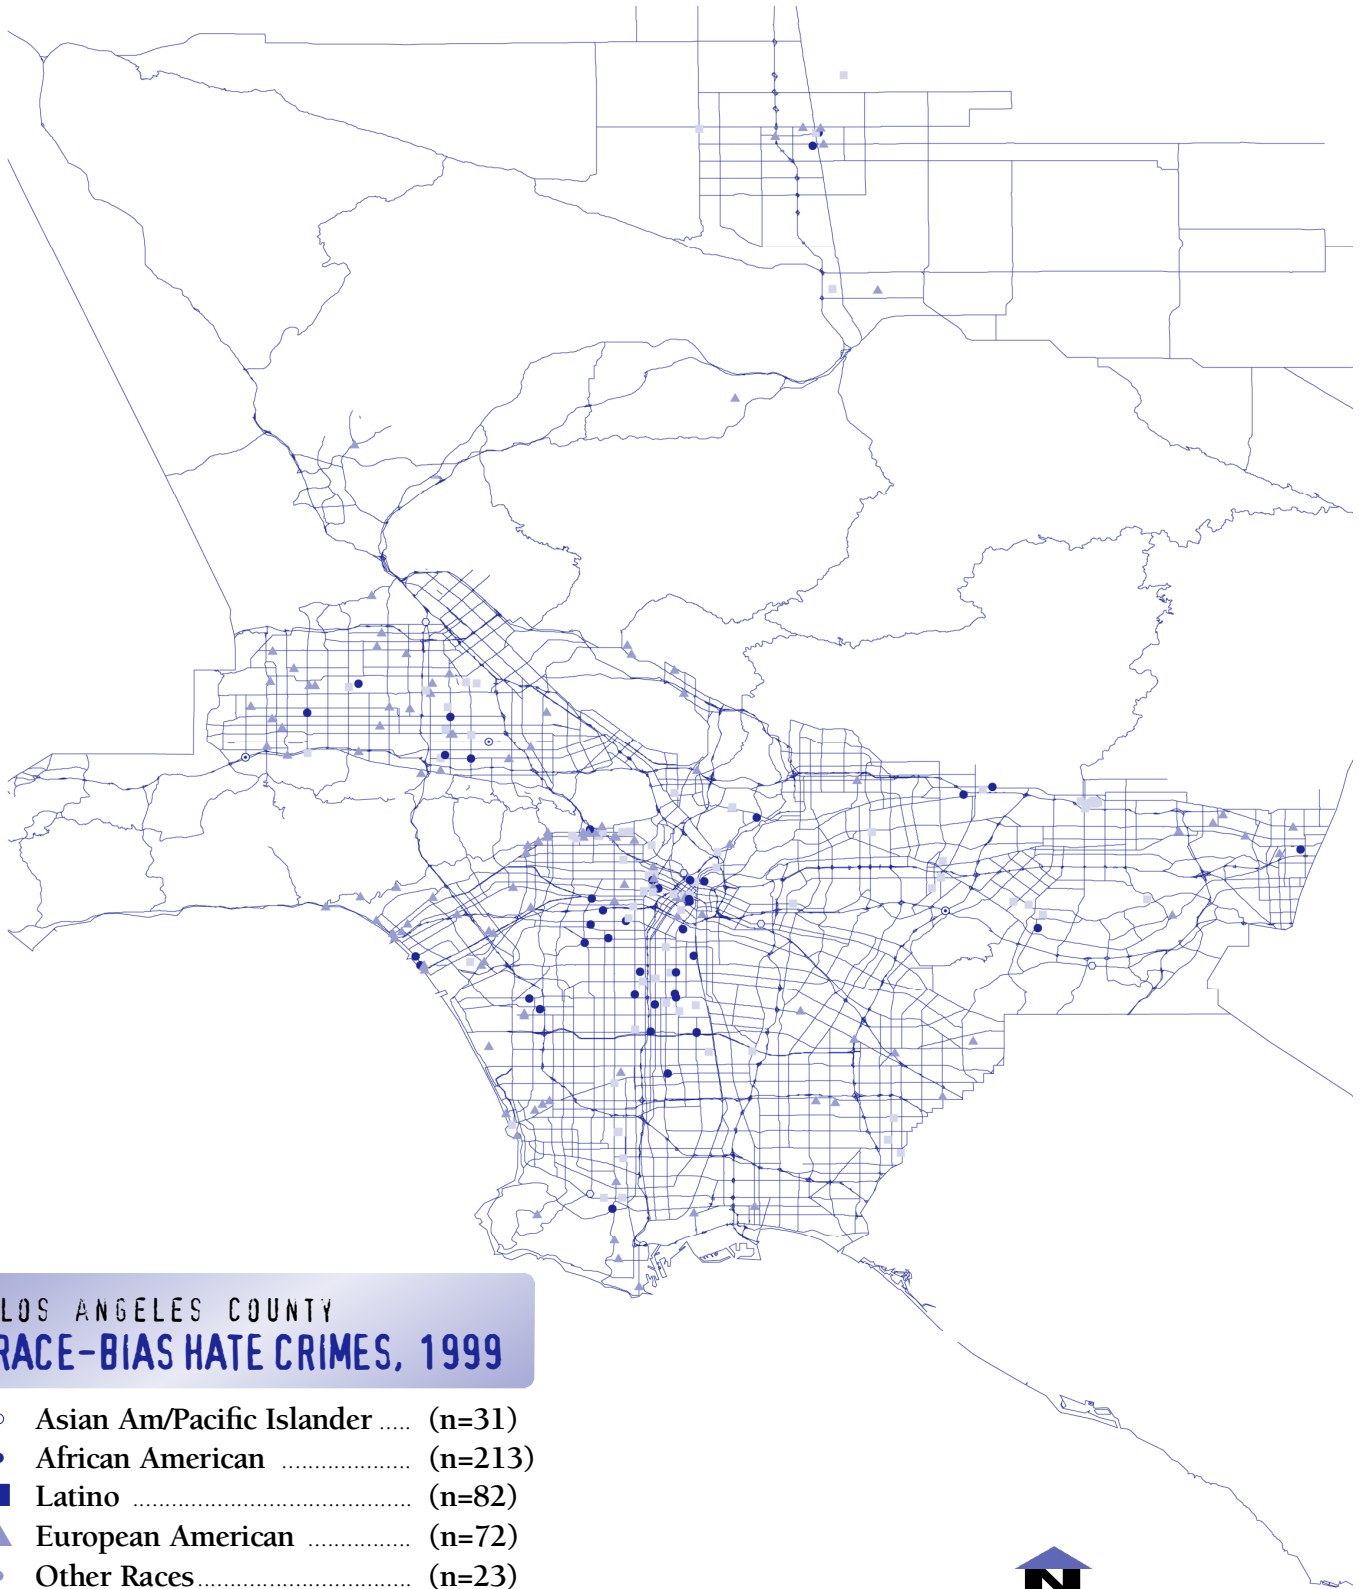 LOS ANGELES COUNTY
RACE-BIAS HATE CRIMES, 1999
Asian Am/Pacific Islander ..... (n=31)
African American .................... (n=213)
Latino ........................................... (n=82)
European American ................ (n=72)
Other Races................................. (n=23)
N